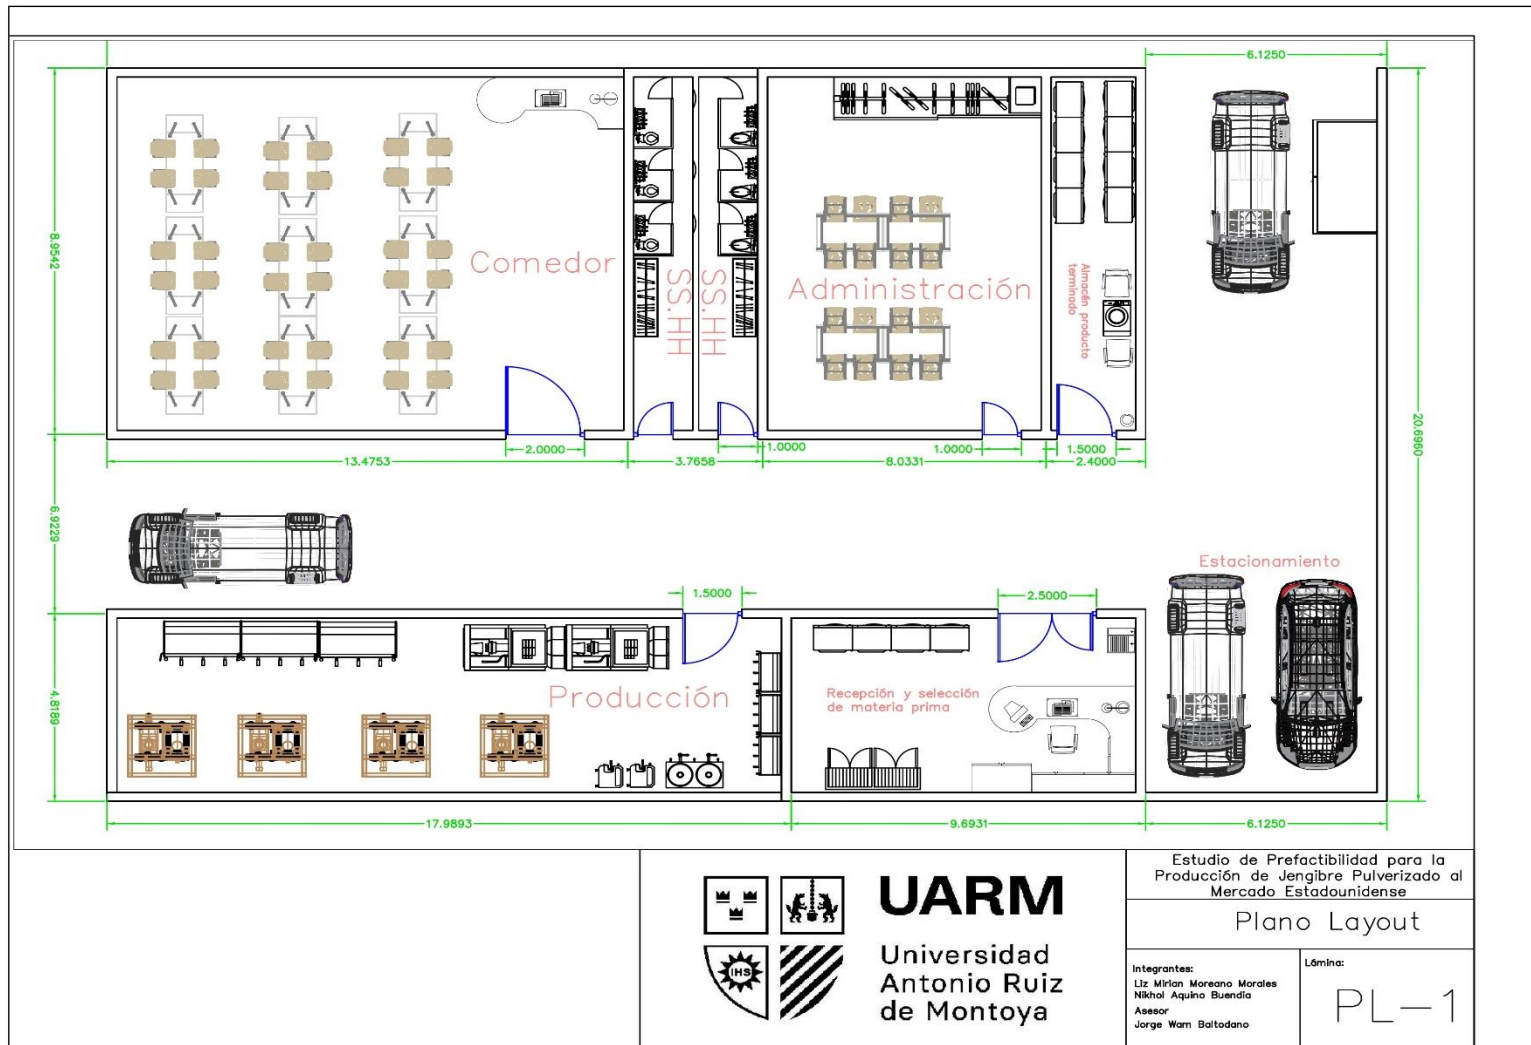 6.1250
Comedor
SS.HH
SS.HH
Administración
Almacén producto
terminado
8.9542
20.6960
2.0000
1.0000
1.0000
1.5000
13.4753
3.7658
8.0331
2.4000
6.9229
Estacionamiento
1.5000
2.5000
Producción
Recepción y selección
de materia prima
4.8189
17.9893
9.6931
6.1250
IHS
UARM
Universidad
Antonio Ruiz
de Montoya
Estudio de Prefactibilidad para la
Producción de Jengibre Pulverizado al
Mercado Estadounidense
Plano Layout
Integrantes:
Liz Mirian Moreano Morales
Nikhol Aquino Buendia
Asesor
Jorge Wam Baltodano
Lámina:
PL-1